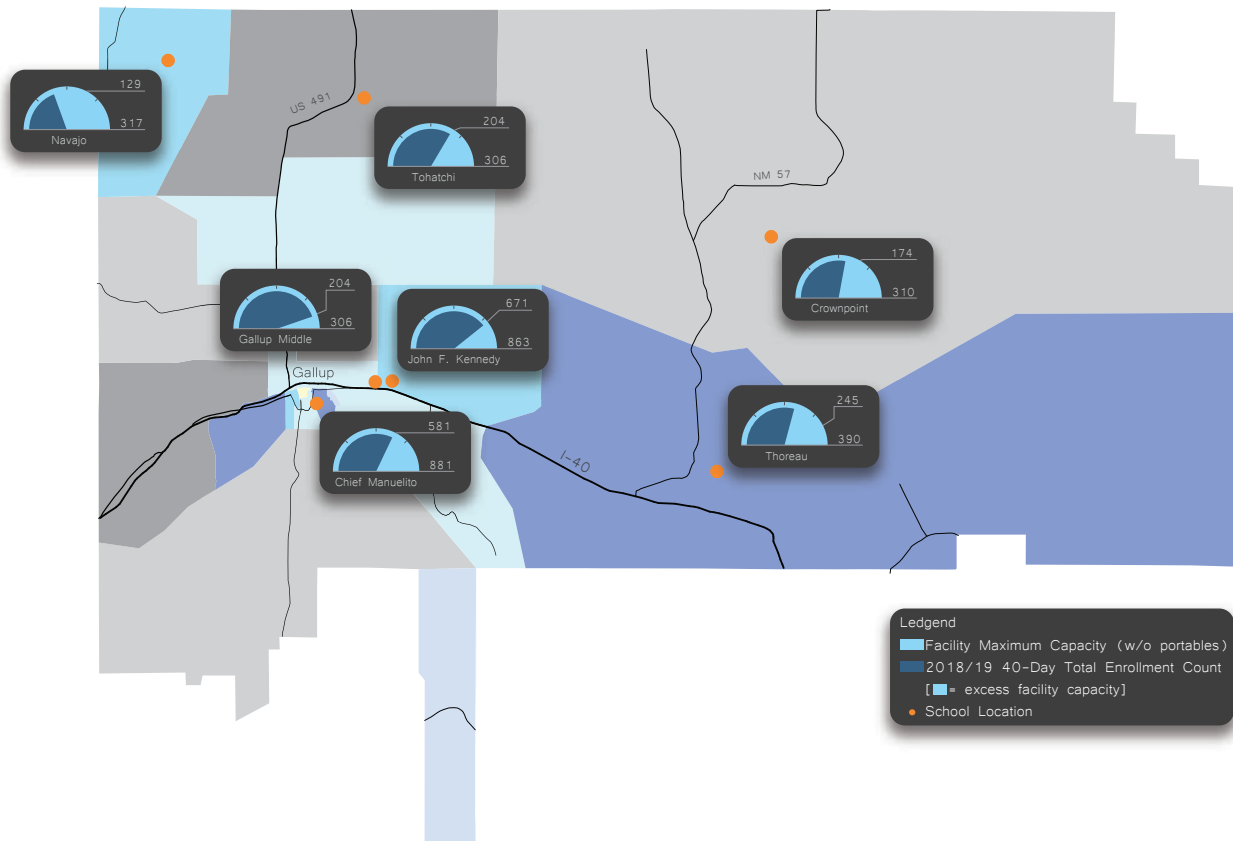 129
317
Navajo
US 491
204
306
Tohatchi
NM 57
174
310
Crownpoint
204
306
Gallup Middle
671
863
John F. Kennedy
Gallup
581
881
Chief Manuelito
I-40
245
390
Thoreau
Ledgend
Facility Maximum Capacity (w/o portables)
2018/19 40-Day Total Enrollment Count
[ = excess facility capacity]
School Location